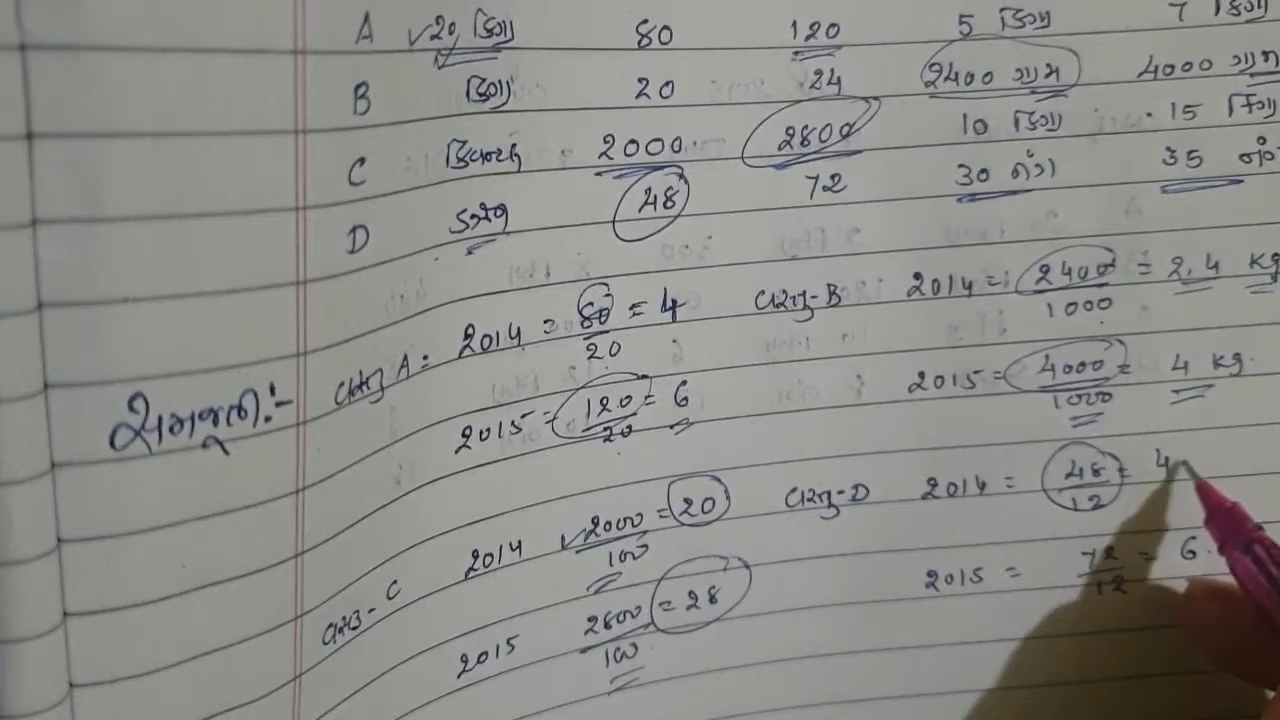 A 20 કિગ્રા 80 120 5 કિગ્રા 7 કિગ્રા
B કિગ્રા 20 24 2400 ગ્રામ 4000 ગ્રામ
C કિવન્ટલ 2000 2800 10 કિગ્રા 15 કિગ્રા
D ડઝન 48 72 30 નંગ 35 નંગ
સમજુતી:- વસ્તુ A = 2014 = 80/20 = 4 વસ્તુ-B 2014 = 2400/1000 = 2.4 kg
2015 = 120/20 = 6 2015 = 4000/1000 = 4 kg.
વસ્તુ - C 2014 2000/100 = 20 વસ્તુ-D 2014 = 48/12 = 4
2015 2800/100 = 28 2015 = 72/12 = 6.